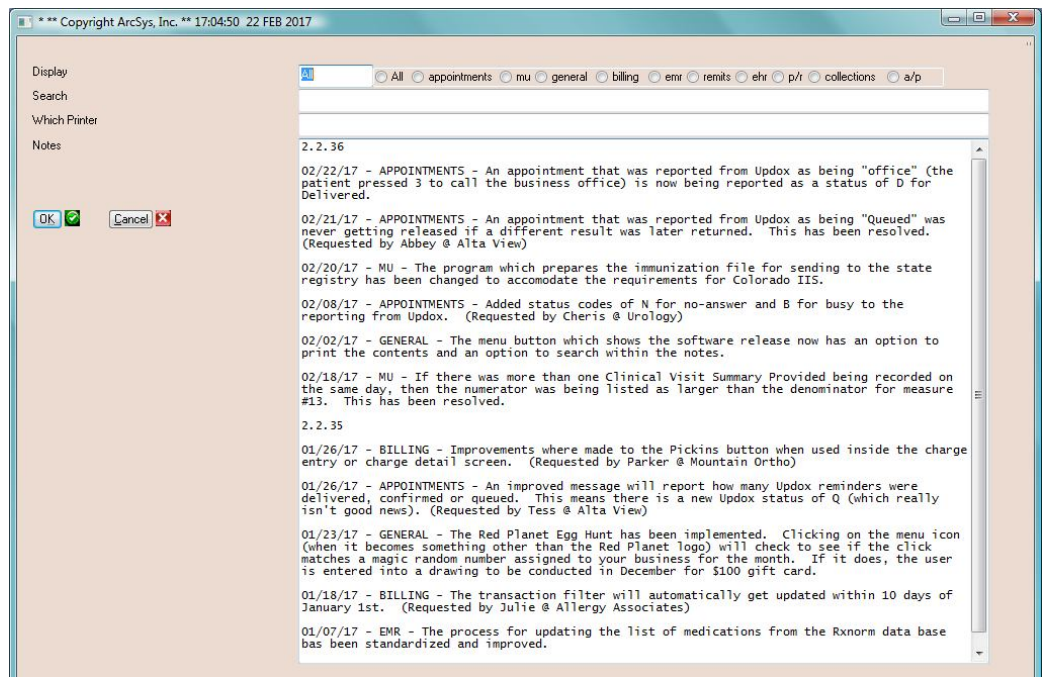 * ** Copyright ArcSys, Inc. ** 17:04:50 22 FEB 2017
Display
All
All appointments mu general billing emr remits ehr p/r collections a/p
Search
Which Printer
Notes
OK Cancel
2.2.36
02/22/17 - APPOINTMENTS - An appointment that was reported from Updox as being "office" (the
patient pressed 3 to call the business office) is now being reported as a status of D for
Delivered.
02/21/17 - APPOINTMENTS - An appointment that was reported from Updox as being "Queued" was
never getting released if a different result was later returned. This has been resolved.
(Requested by Abbey @ Alta View)
02/20/17 - MU - The program which prepares the immunization file for sending to the state
registry has been changed to accomodate the requirements for Colorado IIS.
02/08/17 - APPOINTMENTS - Added status codes of N for no-answer and B for busy to the
reporting from Updox. (Requested by Cheris @ Urology)
02/02/17 - GENERAL - The menu button which shows the software release now has an option to
print the contents and an option to search within the notes.
02/18/17 - MU - If there was more than one Clinical Visit Summary Provided being recorded on
the same day, then the numerator was being listed as larger than the denominator for measure
#13. This has been resolved.
2.2.35
01/26/17 - BILLING - Improvements where made to the Pickins button when used inside the charge
entry or charge detail screen. (Requested by Parker @ Mountain Ortho)
01/26/17 - APPOINTMENTS - An improved message will report how many Updox reminders were
delivered, confirmed or queued. This means there is a new Updox status of Q (which really
isn't good news). (Requested by Tess @ Alta View)
01/23/17 - GENERAL - The Red Planet Egg Hunt has been implemented. Clicking on the menu icon
(when it becomes something other than the Red Planet logo) will check to see if the click
matches a magic random number assigned to your business for the month. If it does, the user
is entered into a drawing to be conducted in December for $100 gift card.
01/18/17 - BILLING - The transaction filter will automatically get updated within 10 days of
January 1st. (Requested by Julie @ Allergy Associates)
01/07/17 - EMR - The process for updating the list of medications from the Rxnorm data base
bas been standardized and improved.